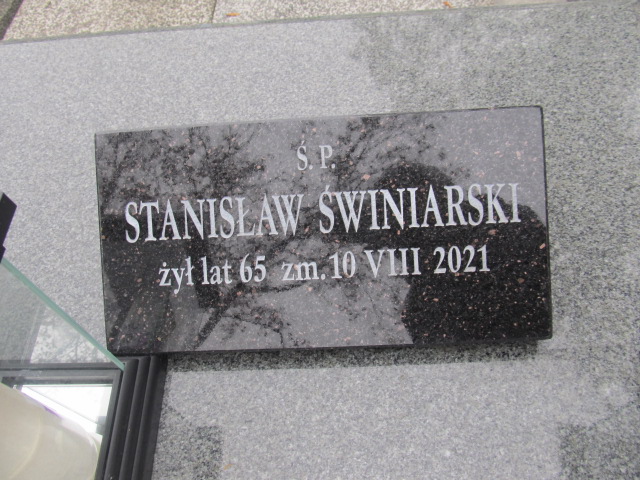 Ś. P.
STANISŁAW ŚWINIARSKI
żył lat 65 zm. 10 VIII 2021